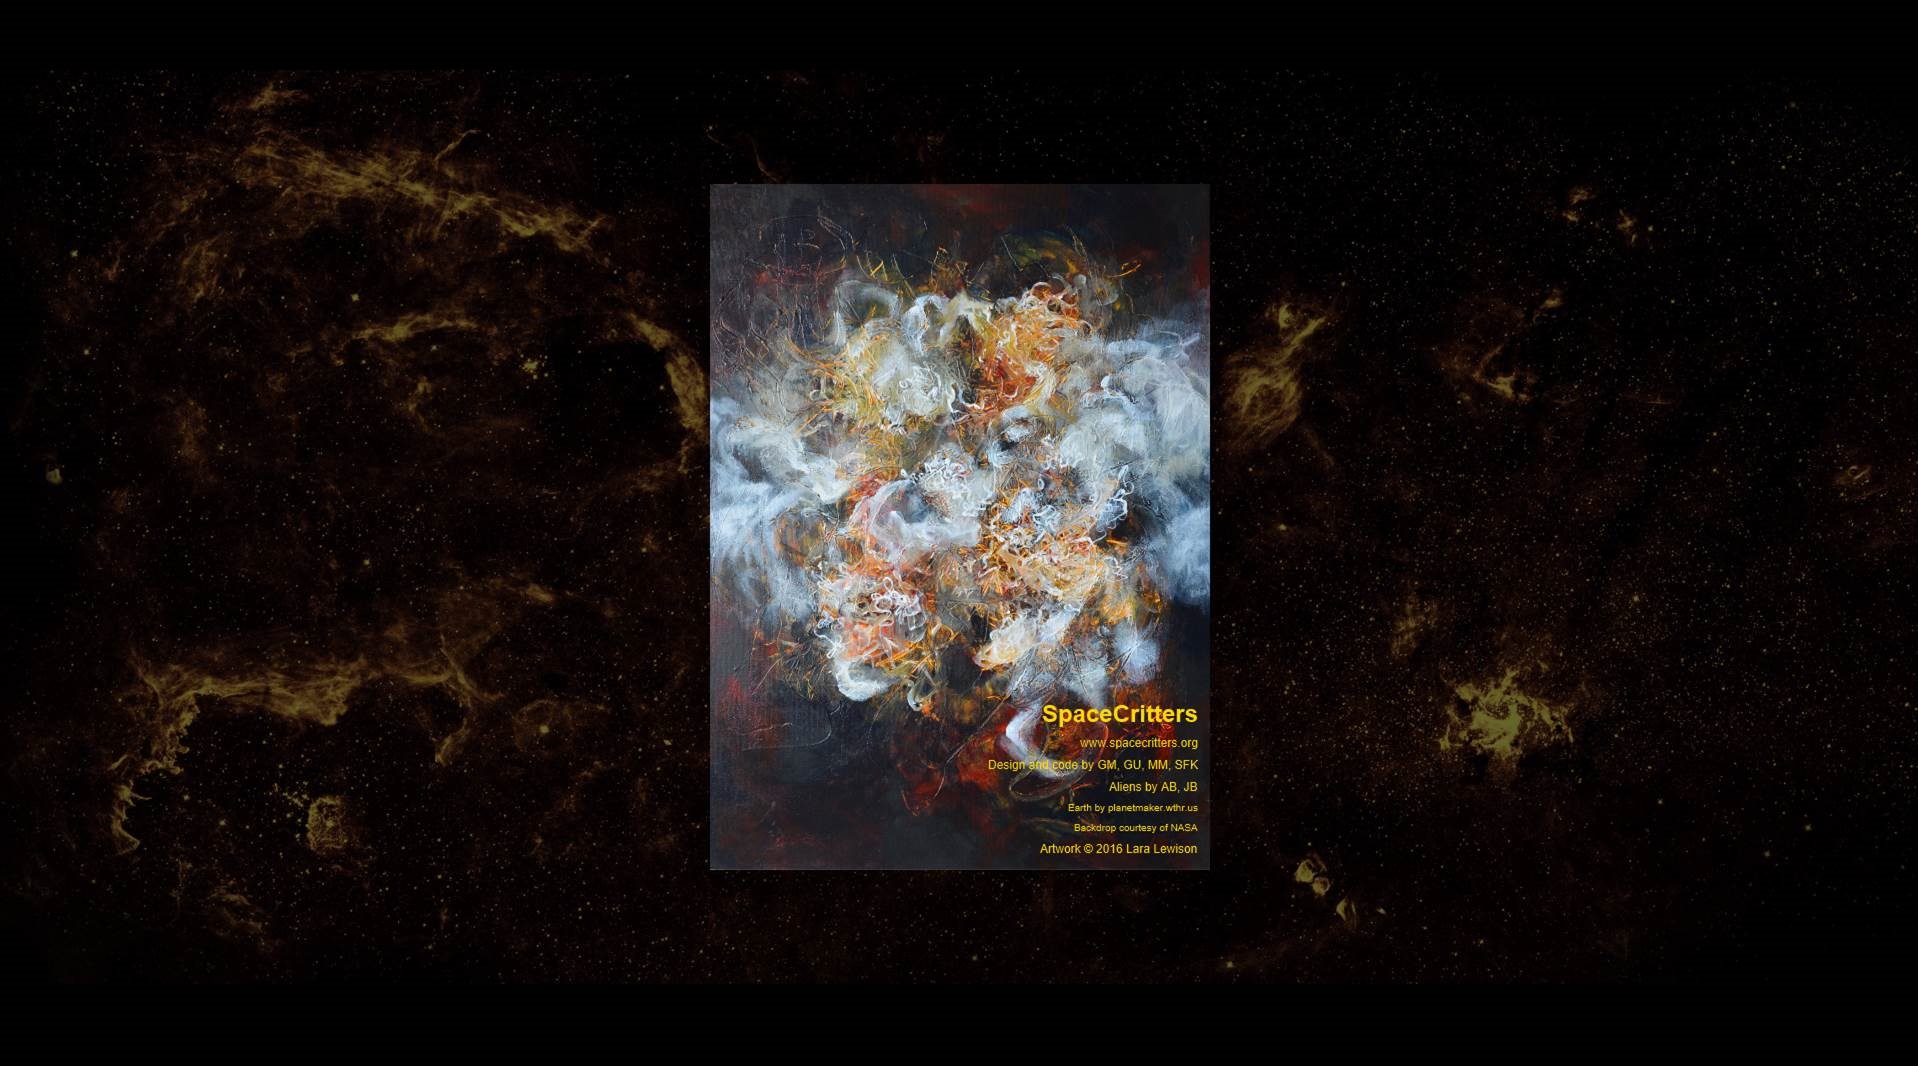 SpaceCritters
www.spacecritters.org
Design and code by GM, GU, MM, SFK
Aliens by AB, JB
Earth by planetmaker.wthr.us
Backdrop courtesy of NASA
Artwork © 2016 Lara Lewison